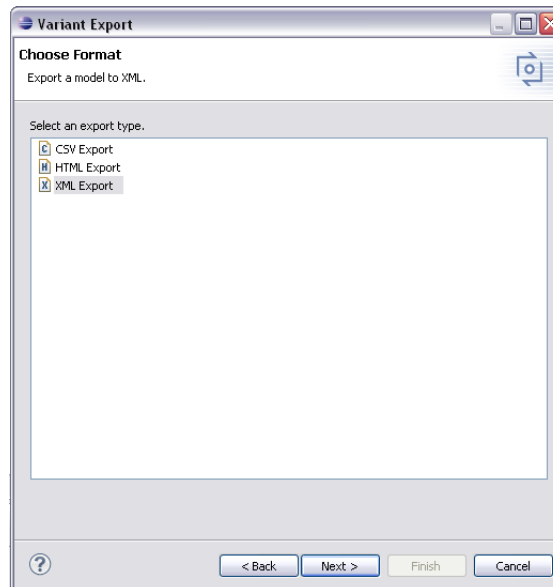 Variant Export
Choose Format
Export a model to XML.
Select an export type.
C CSV Export
H HTML Export
X XML Export
? < Back Next > Finish Cancel